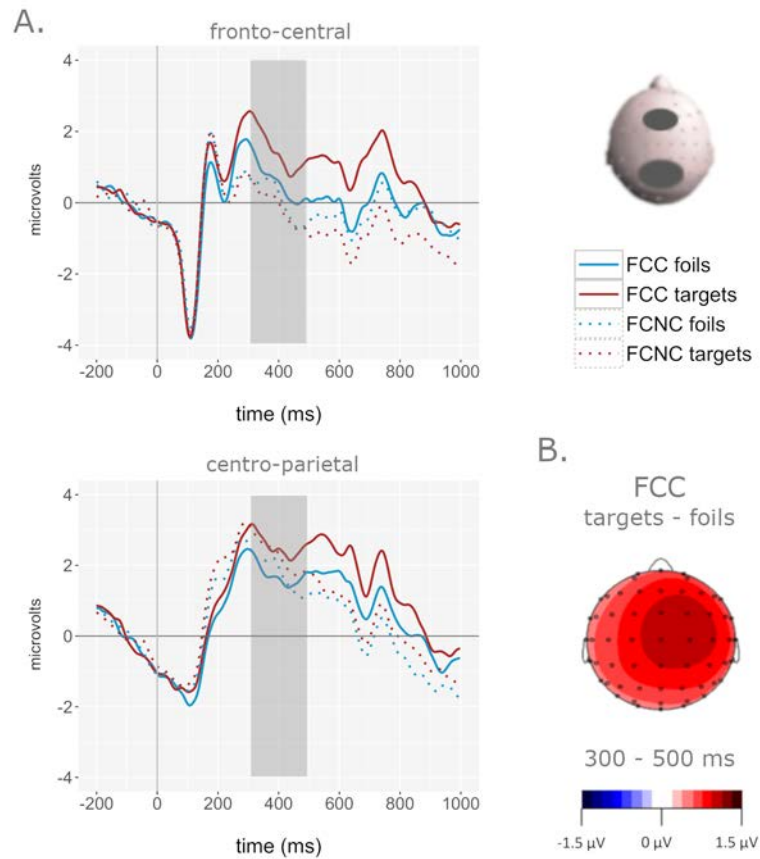 A.
fronto-central
4
2
0
-2
-4
microvolts
-200 0 200 400 600 800 1000
time (ms)
FCC foils
FCC targets
FCNC foils
FCNC targets
centro-parietal
4
2
0
-2
-4
microvolts
-200 0 200 400 600 800 1000
time (ms)
B.
FCC
targets - foils
300 - 500 ms
-1.5 µV 0 µV 1.5 µV